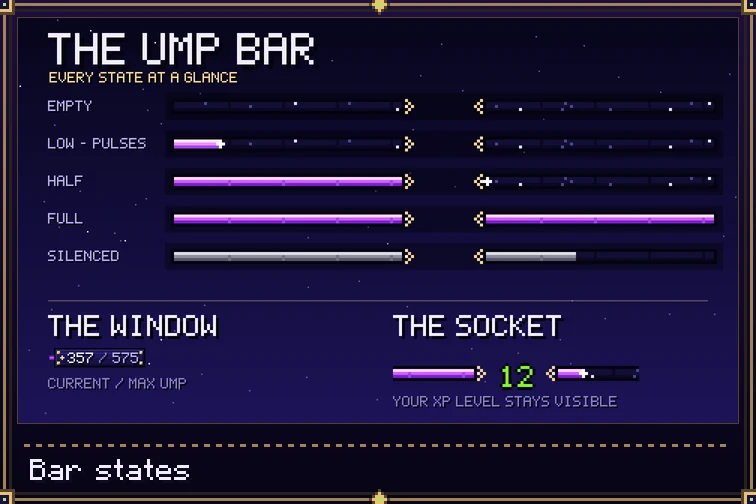 THE UMP BAR
EVERY STATE AT A GLANCE
EMPTY
LOW - PULSES
HALF
FULL
SILENCED
THE WINDOW
357 / 575
CURRENT / MAX UMP
THE SOCKET
12
YOUR XP LEVEL STAYS VISIBLE
Bar states